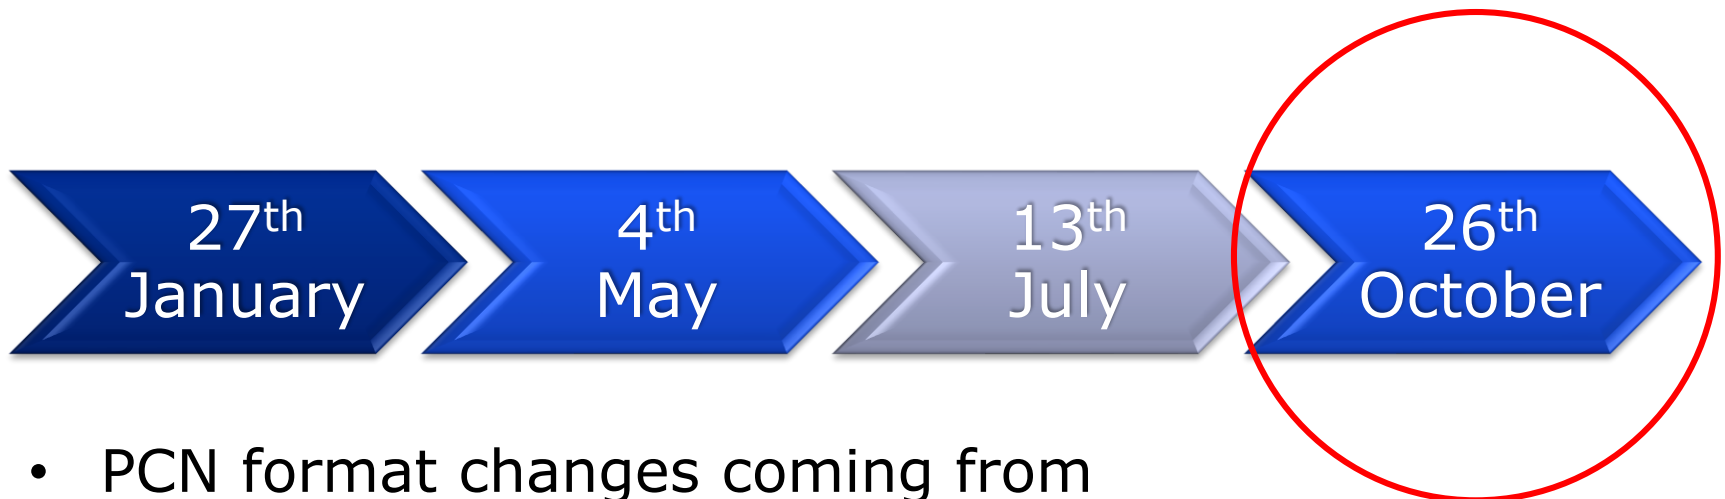 27th
January
4th
May
13th
July
26th
October
• PCN format changes coming from